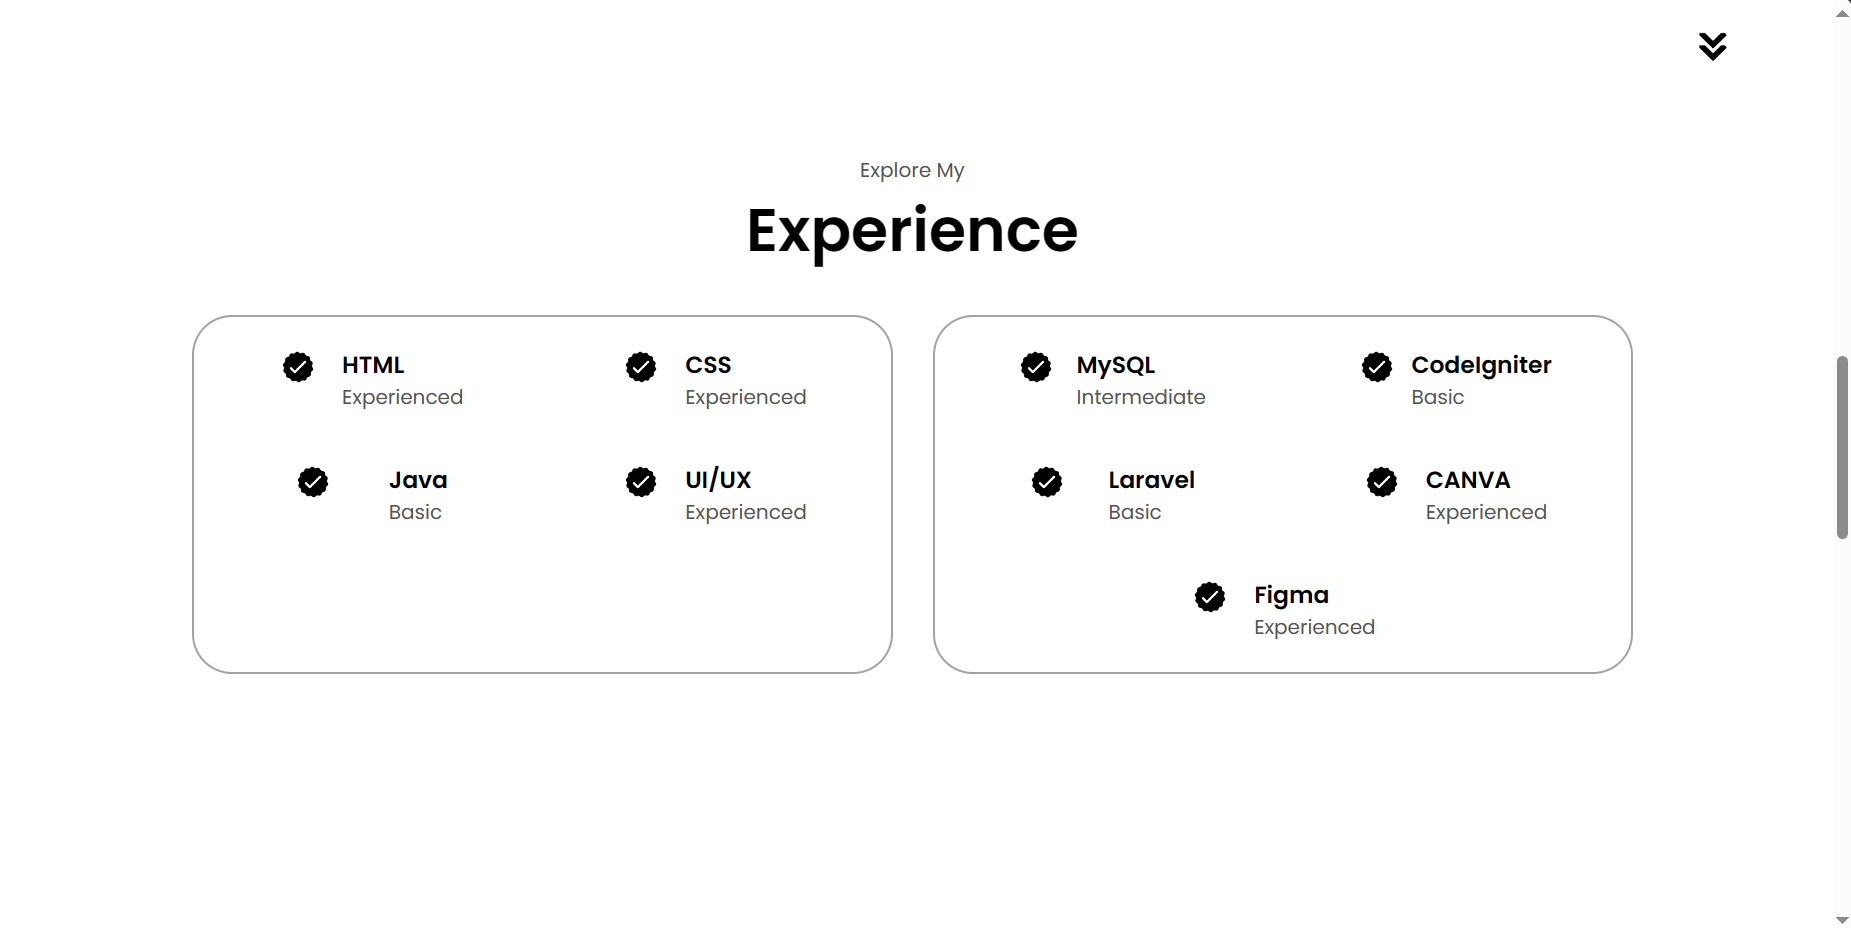 Explore My
Experience
HTML
Experienced
CSS
Experienced
Java
Basic
UI/UX
Experienced
MySQL
Intermediate
CodeIgniter
Basic
Laravel
Basic
CANVA
Experienced
Figma
Experienced